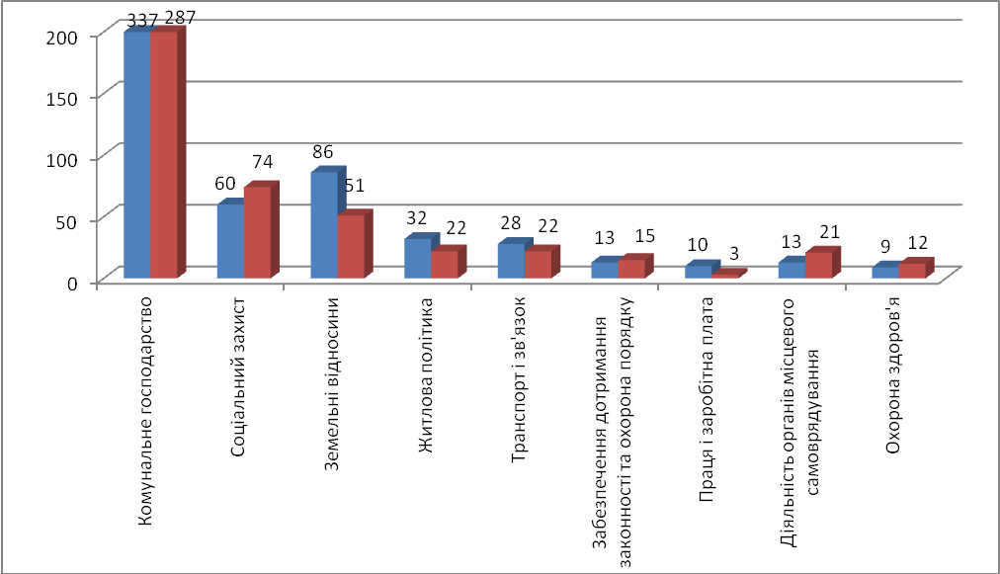 337 287
200
150
100
50
0
60
74
86
51
32
22
28
22
13
15
10
3
13
21
9
12
Комунальне господарство
Соціальний захист
Земельні відносини
Житлова політика
Транспорт і зв'язок
Забезпечення дотримання
законності та охорона порядку
Праця і заробітна плата
Діяльність органів місцевого
самоврядування
Охорона здоров'я